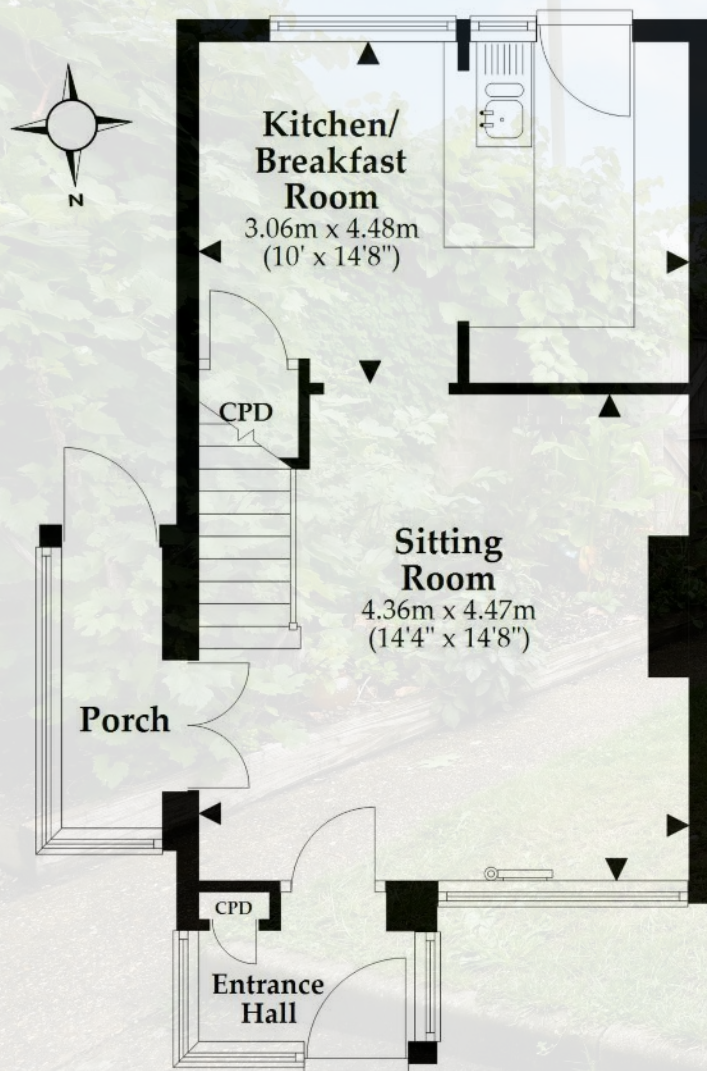 N
Kitchen/
Breakfast
Room
3.06m x 4.48m
(10' x 14'8")
CPD
Sitting
Room
4.36m x 4.47m
(14'4" x 14'8")
Porch
CPD
Entrance
Hall